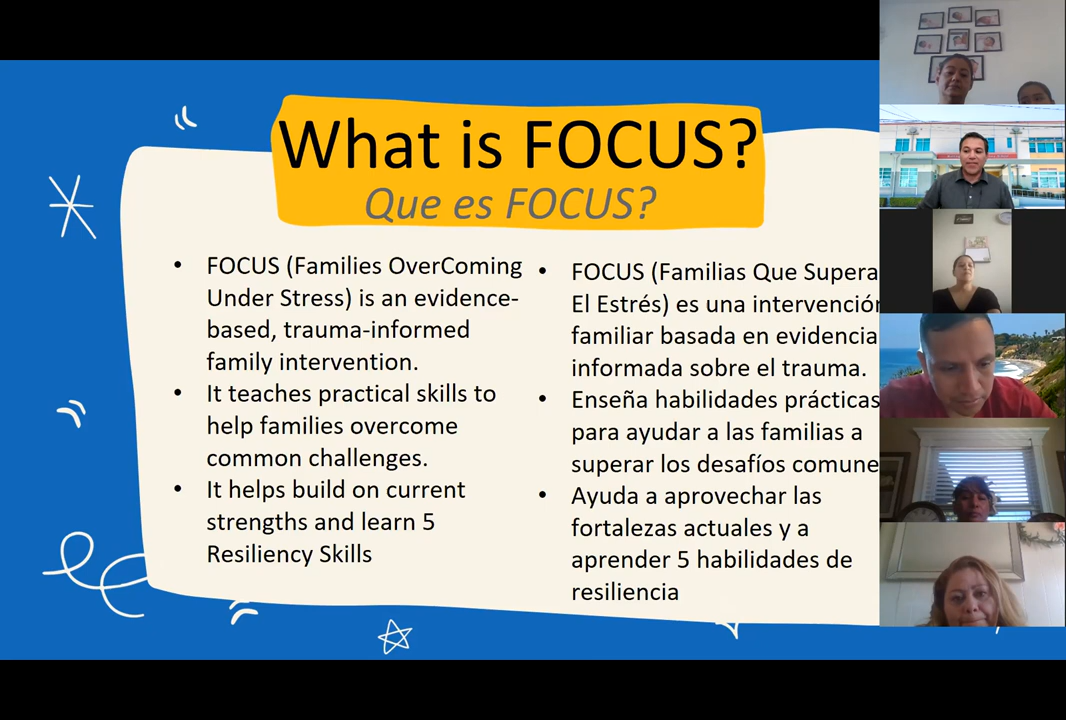 What is FOCUS?
Que es FOCUS?
• FOCUS (Families OverComing
Under Stress) is an evidence-
based, trauma-informed
family intervention.
• It teaches practical skills to
help families overcome
common challenges.
• It helps build on current
strengths and learn 5
Resiliency Skills
• FOCUS (Familias Que Supera
El Estrés) es una intervención
familiar basada en evidencia
informada sobre el trauma.
• Enseña habilidades prácticas
para ayudar a las familias a
superar los desafíos comune
• Ayuda a aprovechar las
fortalezas actuales y a
aprender 5 habilidades de
resiliencia